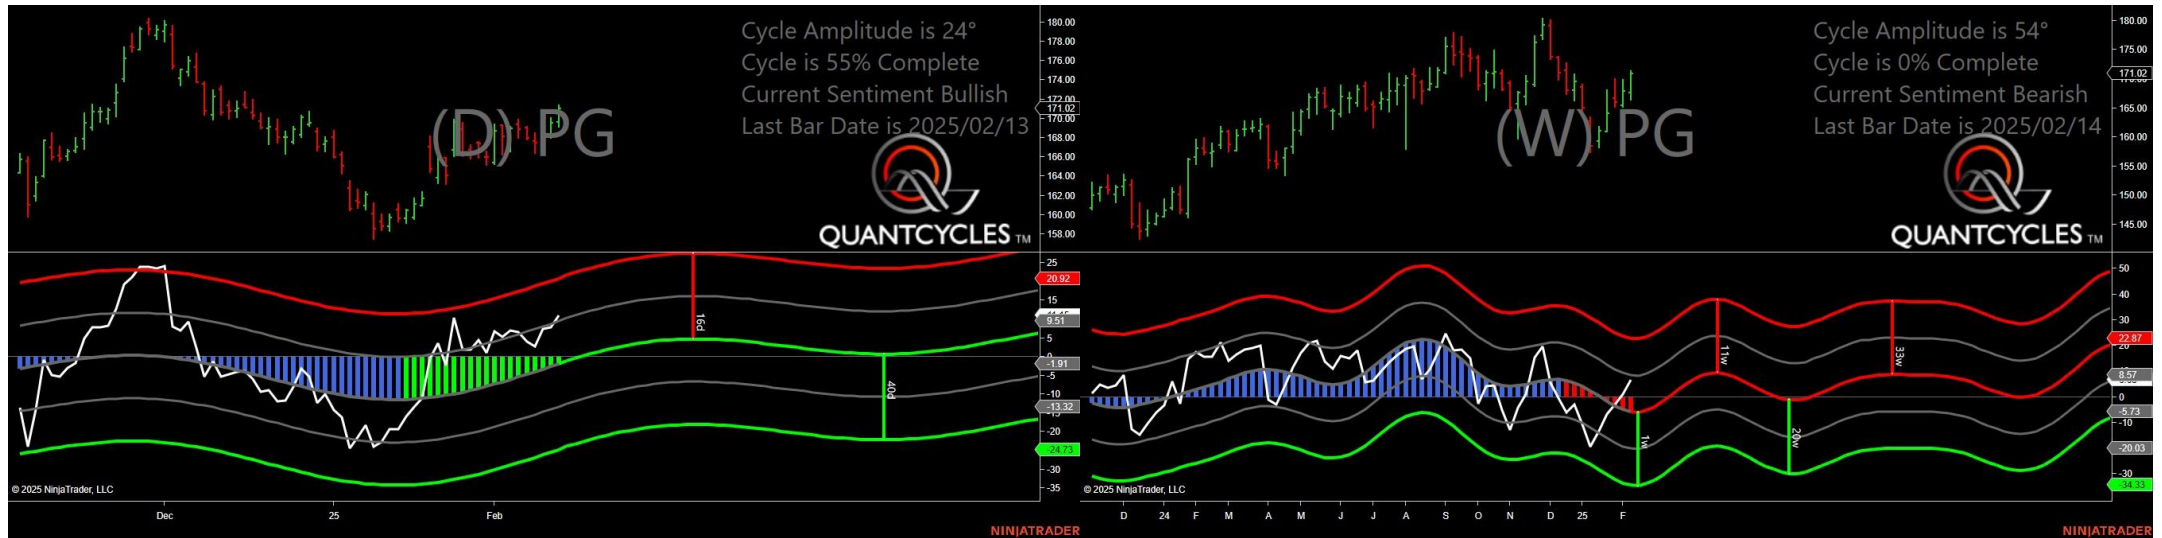 Cycle Amplitude is 24°
Cycle is 55% Complete
Current Sentiment Bullish
Last Bar Date is 2025/02/13
(D) PG
QUANTCYCLES TM
180.00
178.00
176.00
174.00
172.00
171.02
170.00
168.00
166.00
164.00
162.00
160.00
158.00
25
20.92
15
9.51
5
0
-1.91
-5
-10
-13.32
-15
-20
-24.73
-30
-35
16d
40d
© 2025 NinjaTrader, LLC
Dec
25
Feb
NINJATRADER
Cycle Amplitude is 54°
Cycle is 0% Complete
Current Sentiment Bearish
Last Bar Date is 2025/02/14
(W) PG
QUANTCYCLES TM
180.00
175.00
171.02
165.00
160.00
155.00
150.00
145.00
50
40
30
22.87
20
8.57
0
-5.73
-10
-20.03
-30
-34.33
1w
11w
20w
33w
© 2025 NinjaTrader, LLC
D
24
F
M
A
M
J
J
A
S
O
N
D
25
F
NINJATRADER